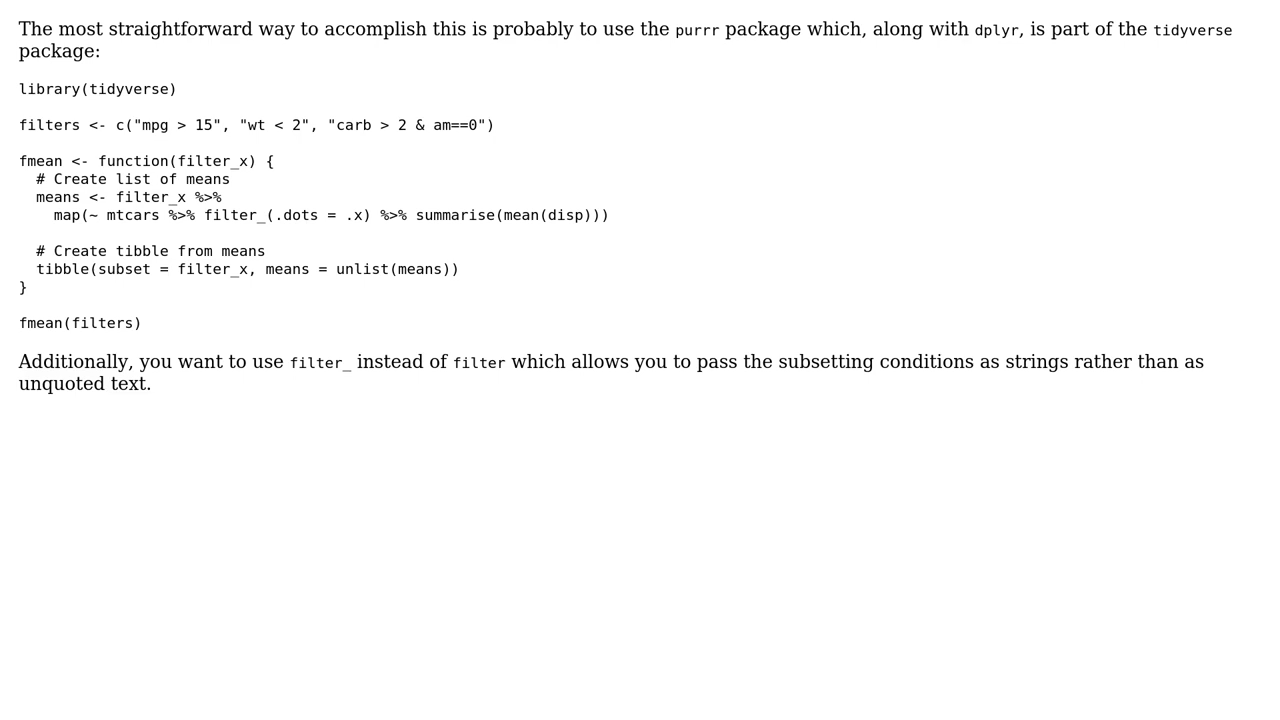 The most straightforward way to accomplish this is probably to use the purrr package which, along with dplyr, is part of the tidyverse
package:
library(tidyverse)
filters <- c("mpg > 15", "wt < 2", "carb > 2 & am==0")
fmean <- function(filter_x) {
  # Create list of means
  means <- filter_x %>%
    map(~ mtcars %>% filter_(.dots = .x) %>% summarise(mean(disp)))
  # Create tibble from means
  tibble(subset = filter_x, means = unlist(means))
}
fmean(filters)
Additionally, you want to use filter_ instead of filter which allows you to pass the subsetting conditions as strings rather than as
unquoted text.